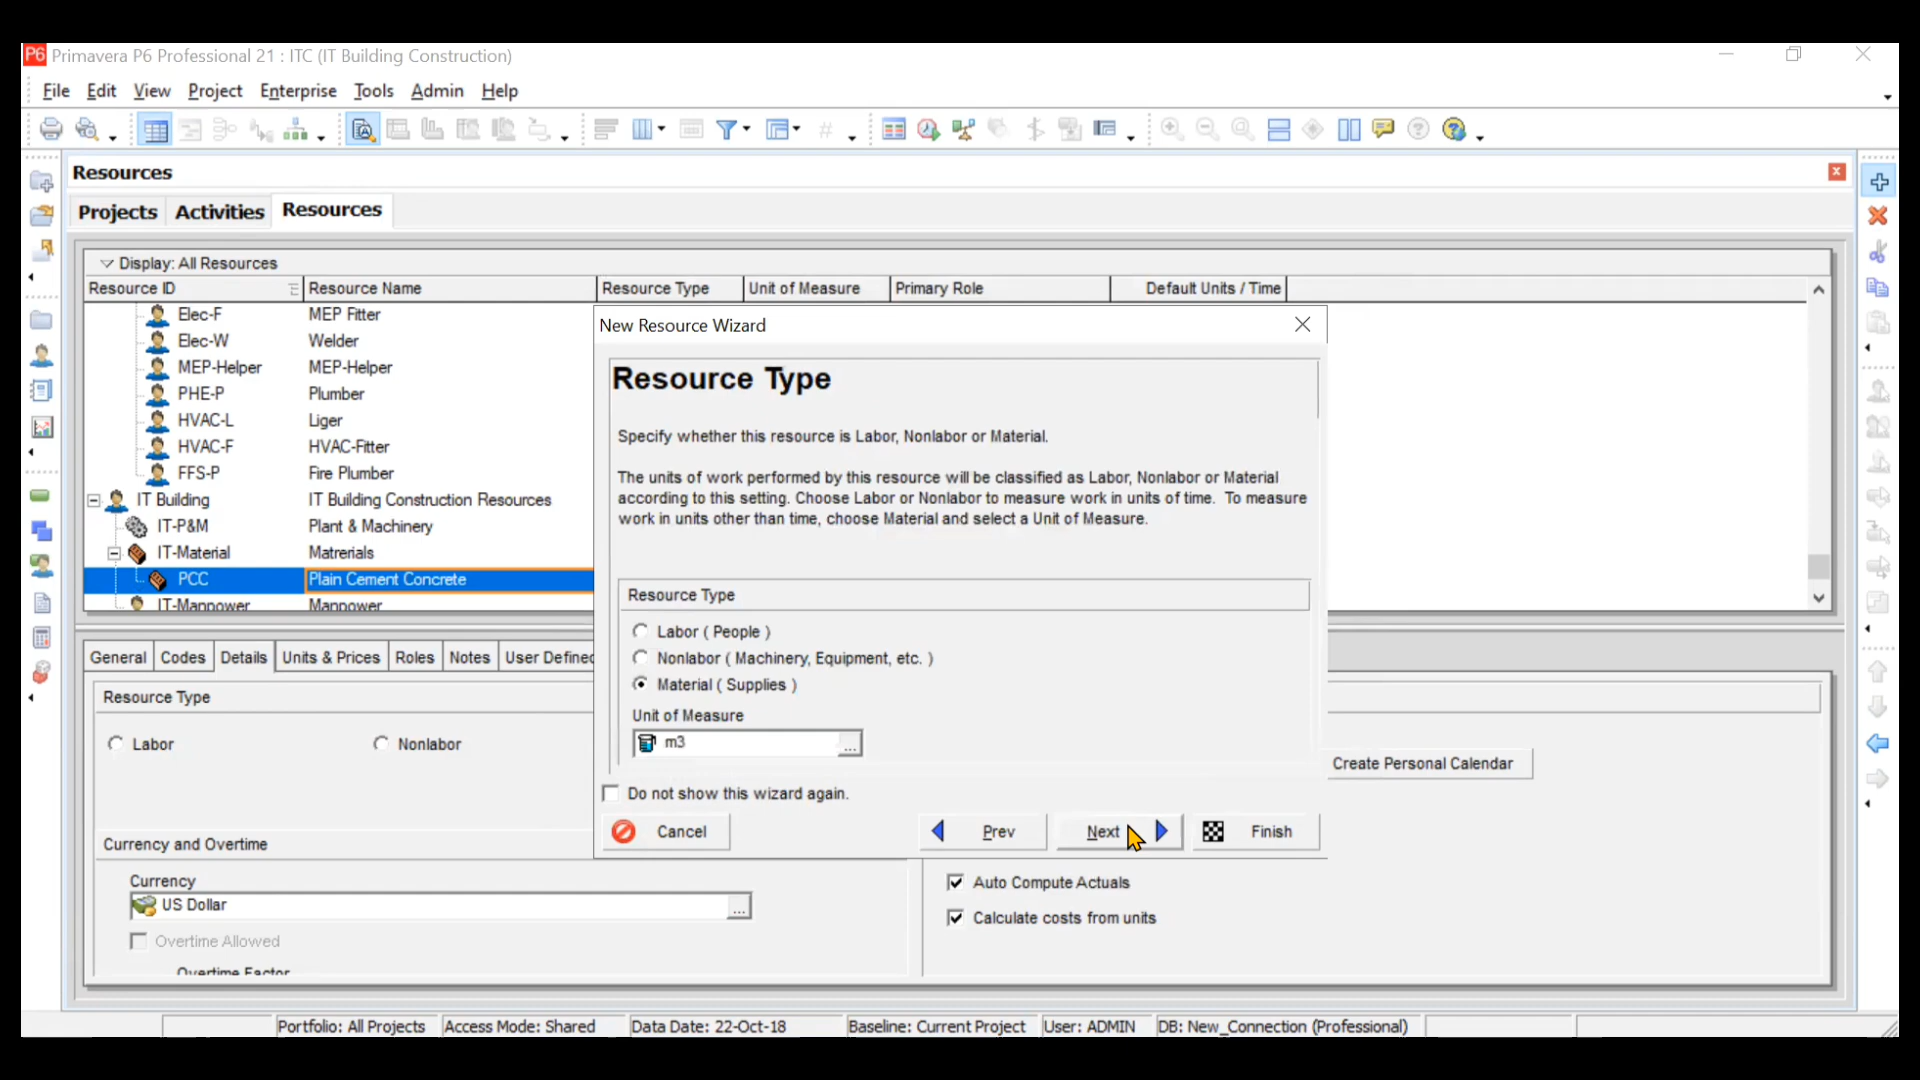 P6 Primavera P6 Professional 21 : ITC (IT Building Construction)
File Edit View Project Enterprise Tools Admin Help
Resources
Projects Activities Resources
Display: All Resources
Resource ID Resource Name Resource Type Unit of Measure Primary Role Default Units / Time
Elec-F MEP Fitter
Elec-W Welder
MEP-Helper MEP-Helper
PHE-P Plumber
HVAC-L Liger
HVAC-F HVAC-Fitter
FFS-P Fire Plumber
IT Building IT Building Construction Resources
IT-P&M Plant & Machinery
IT-Material Matrerials
PCC Plain Cement Concrete
IT-Manpower Manpower
New Resource Wizard
Resource Type
Specify whether this resource is Labor, Nonlabor or Material.
The units of work performed by this resource will be classified as Labor, Nonlabor or Material
according to this setting. Choose Labor or Nonlabor to measure work in units of time. To measure
work in units other than time, choose Material and select a Unit of Measure.
Resource Type
Labor ( People )
Nonlabor ( Machinery, Equipment, etc. )
Material ( Supplies )
Unit of Measure
m3 ...
Do not show this wizard again.
Cancel Prev Next Finish
General Codes Details Units & Prices Roles Notes User Defined
Resource Type
Labor Nonlabor
Create Personal Calendar
Currency and Overtime
Currency
US Dollar ...
Overtime Allowed
Overtime Factor
Auto Compute Actuals
Calculate costs from units
Portfolio: All Projects Access Mode: Shared Data Date: 22-Oct-18 Baseline: Current Project User: ADMIN DB: New_Connection (Professional)